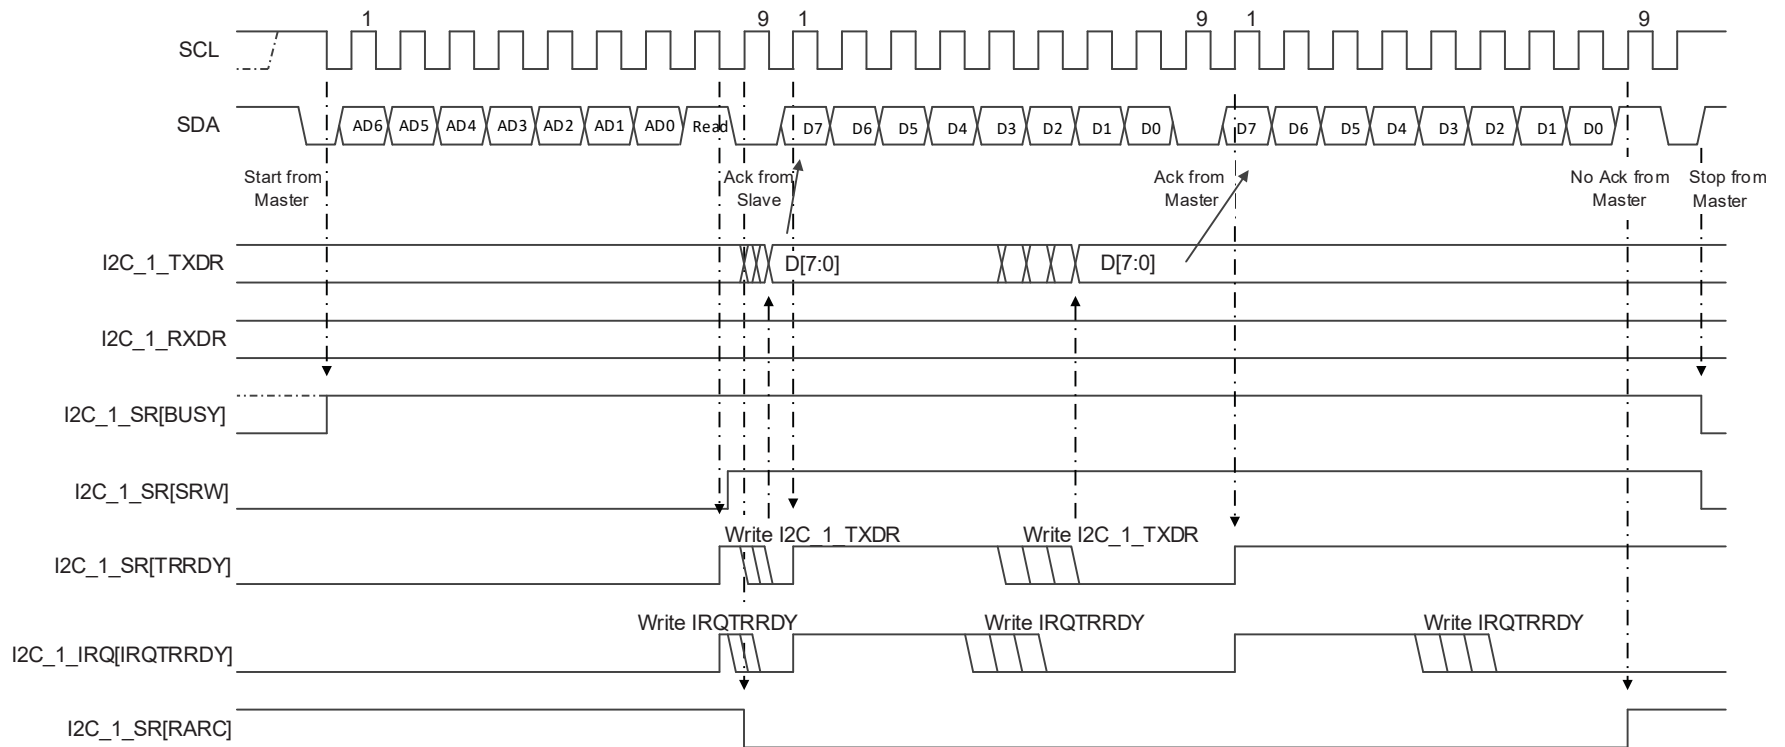 1 9 1 9 1 9
SCL
SDA
AD6 AD5 AD4 AD3 AD2 AD1 AD0 Read D7 D6 D5 D4 D3 D2 D1 D0 D7 D6 D5 D4 D3 D2 D1 D0
Start from
Master
Ack from
Slave
Ack from
Master
No Ack from
Master
Stop from
Master
I2C_1_TXDR
D[7:0] D[7:0]
I2C_1_RXDR
I2C_1_SR[BUSY]
I2C_1_SR[SRW]
Write I2C_1_TXDR Write I2C_1_TXDR
I2C_1_SR[TRRDY]
Write IRQTRRDY Write IRQTRRDY Write IRQTRRDY
I2C_1_IRQ[IRQTRRDY]
I2C_1_SR[RARC]